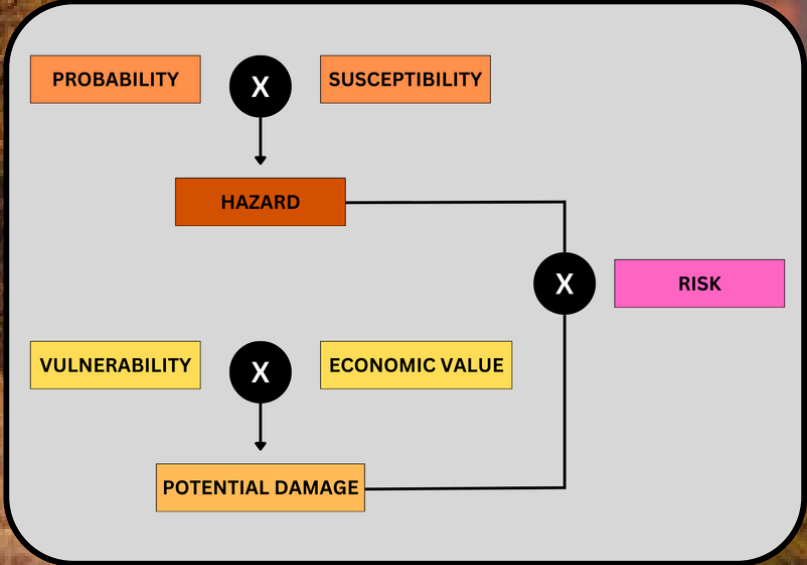 PROBABILITY
X
SUSCEPTIBILITY
HAZARD
X
RISK
VULNERABILITY
X
ECONOMIC VALUE
POTENTIAL DAMAGE